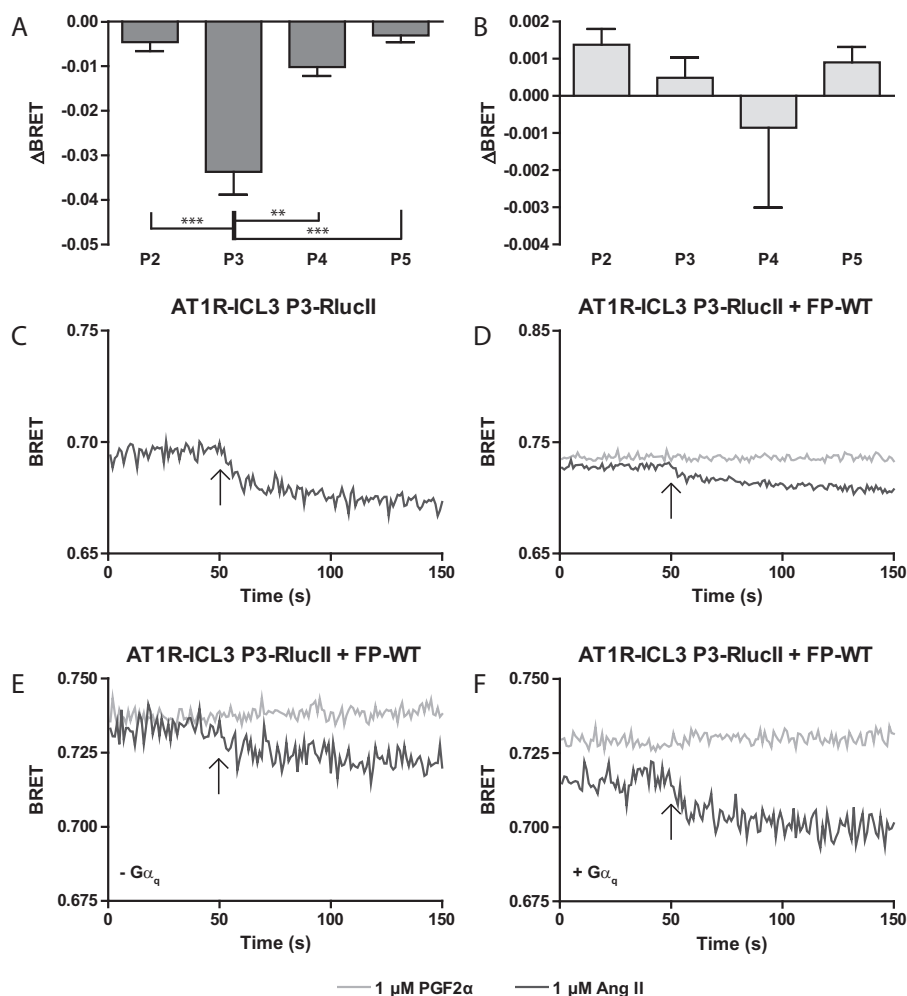 A
B
0.00
-0.01
-0.02
-0.03
-0.04
-0.05
ΔBRET
***
**
***
P2 P3 P4 P5
0.002
0.001
0.000
-0.001
-0.002
-0.003
-0.004
ΔBRET
P2 P3 P4 P5
AT1R-ICL3 P3-RlucII
C
0.75
0.70
0.65
BRET
0 50 100 150
Time (s)
AT1R-ICL3 P3-RlucII + FP-WT
D
0.85
0.75
0.65
BRET
0 50 100 150
Time (s)
AT1R-ICL3 P3-RlucII + FP-WT
E
0.750
0.725
0.700
0.675
BRET
- Gαq
0 50 100 150
Time (s)
AT1R-ICL3 P3-RlucII + FP-WT
F
0.750
0.725
0.700
0.675
BRET
+ Gαq
0 50 100 150
Time (s)
1 µM PGF2α 1 µM Ang II